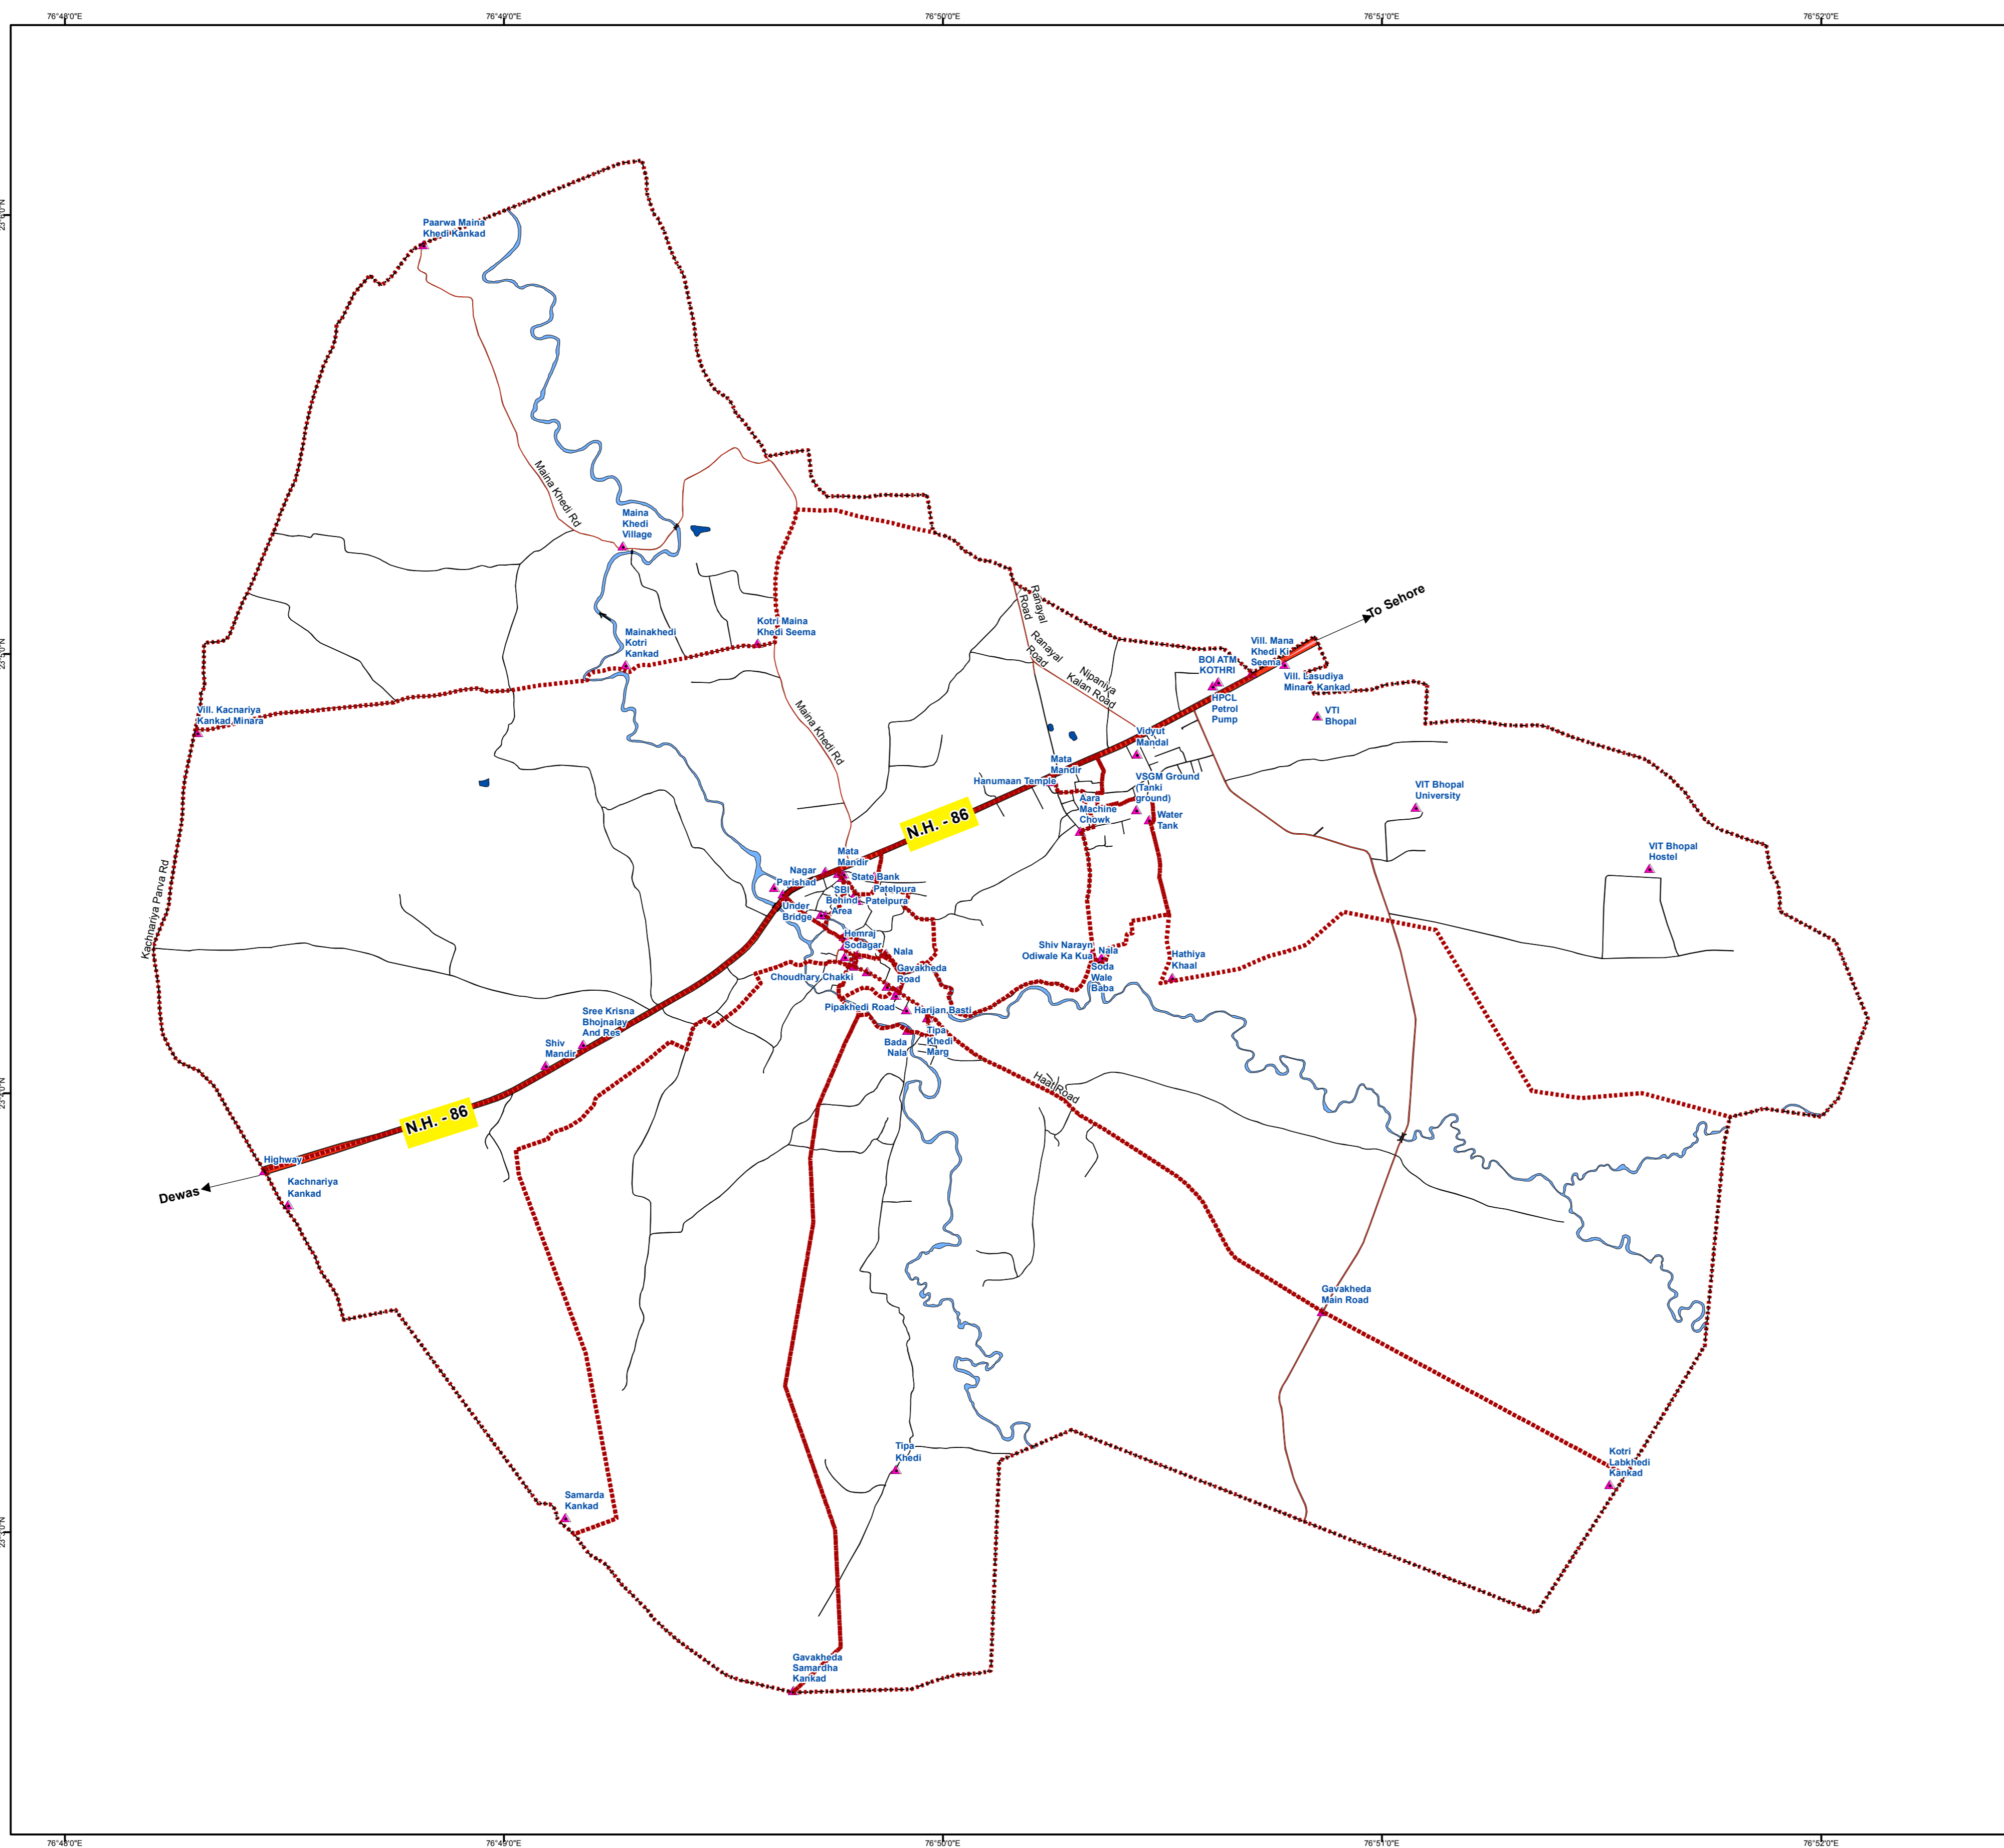 76°48'0"E
76°49'0"E
76°50'0"E
76°51'0"E
76°52'0"E
Paarwa Maina
Khedi Kankad
Maina Khedi Rd
Maina
Khedi
Village
Ranayal
Road
To Sehore
Kotri Maina
Khedi Seema
Mainakhedi
Kotri
Kankad
Ranayal
Road
Vill. Mana
Khedi Ki
Seema
BOI ATM
KOTHRI
Nipaniya
Kalan Road
Vill. Lasudiya
Minare Kankad
HPCL
Petrol
Pump
VTI
Bhopal
Vill. Kacnariya
Kankad Minara
Maina Khedi Rd
Vidyut
Mandal
Mata
Mandir
Hanumaan Temple
VSGM Ground
(Tanki
ground)
VIT Bhopal
University
Aara
Machine
Chowk
N.H. - 86
Water
Tank
VIT Bhopal
Hostel
Mata
Mandir
Nagar
Parishad
State Bank
SBI
Behind
Area
Patelpura
Patelpura
Under
Bridge
Kachnariya Parva Rd
Hemraj
Sodagar
Nala
Shiv Narayn
Odiwale Ka Kua
Nala
Soda
Wale
Baba
Hathiya
Khaal
Choudhary Chakki
Gavakheda
Road
Pipakhedi Road
Harijan Basti
Sree Krisna
Bhojnalay
And Res
Shiv
Mandir
Bada
Nala
Tipa
Khedi
Marg
Haat Road
N.H. - 86
Highway
Dewas
Kachnariya
Kankad
Gavakheda
Main Road
Tipa
Khedi
Kotri
Labkhedi
Kankad
Samarda
Kankad
Gavakheda
Samardha
Kankad
76°48'0"E
76°49'0"E
76°50'0"E
76°51'0"E
76°52'0"E